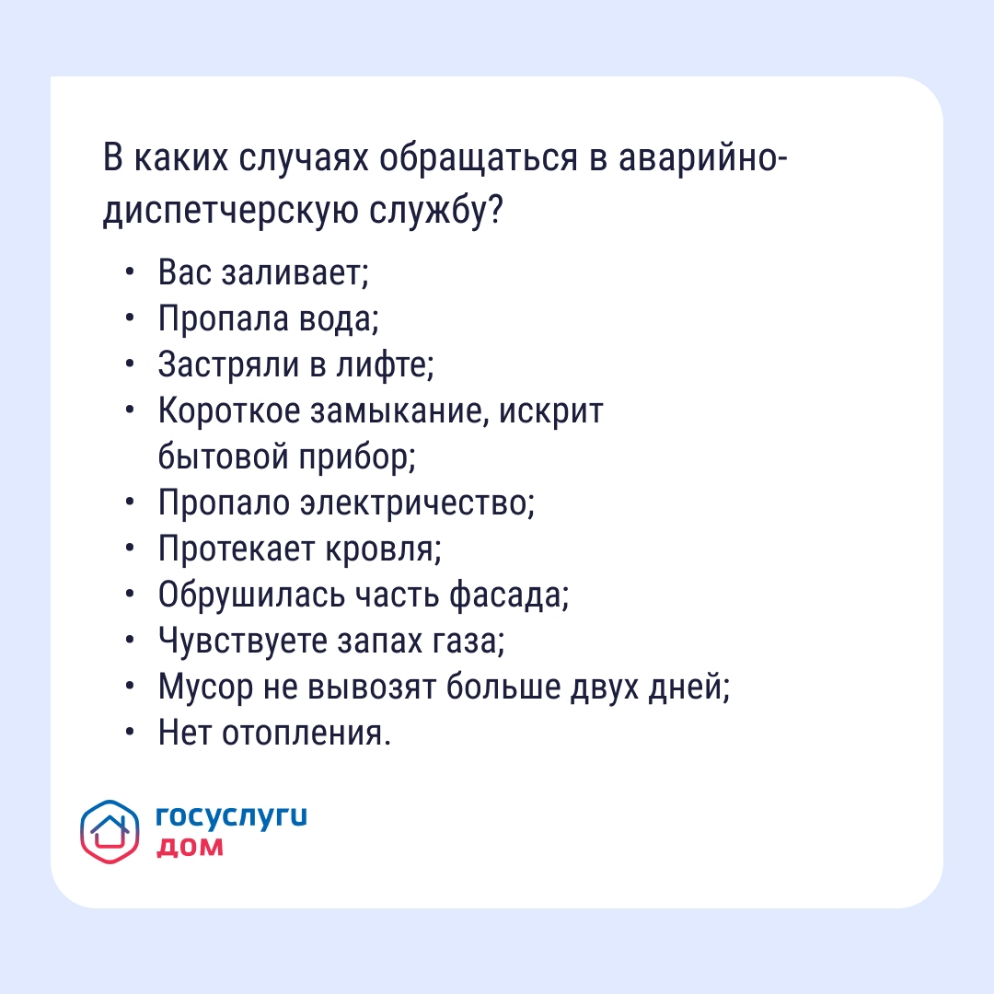 В каких случаях обращаться в аварийно-
диспетчерскую службу?
• Вас заливает;
• Пропала вода;
• Застряли в лифте;
• Короткое замыкание, искрит
бытовой прибор;
• Пропало электричество;
• Протекает кровля;
• Обрушилась часть фасада;
• Чувствуете запах газа;
• Мусор не вывозят больше двух дней;
• Нет отопления.
госуслуги
дом